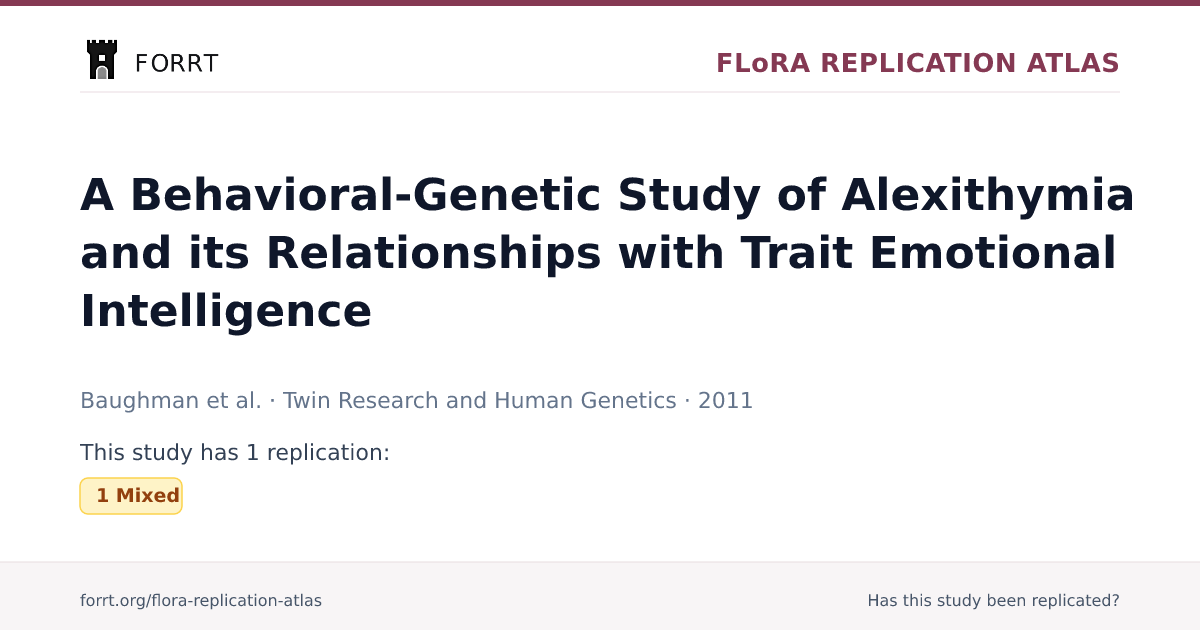 FORRT
FLoRA REPLICATION ATLAS
A Behavioral-Genetic Study of Alexithymia
and its Relationships with Trait Emotional
Intelligence
Baughman et al. · Twin Research and Human Genetics · 2011
This study has 1 replication:
1 Mixed
forrt.org/flora-replication-atlas
Has this study been replicated?